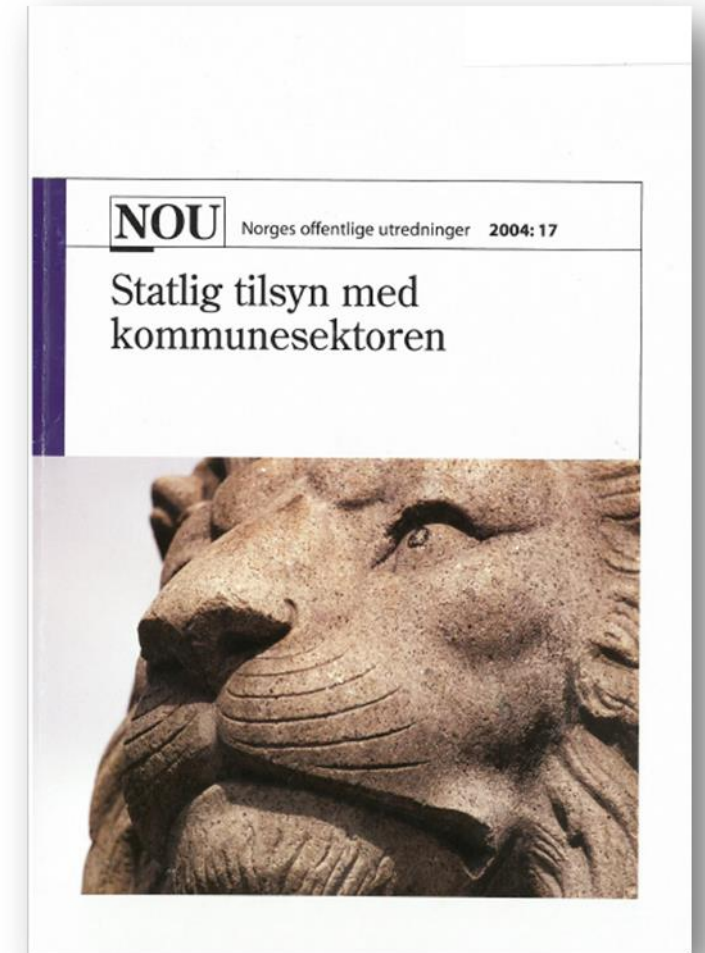 NOU Norges offentlige utredninger 2004: 17
Statlig tilsyn med
kommunesektoren